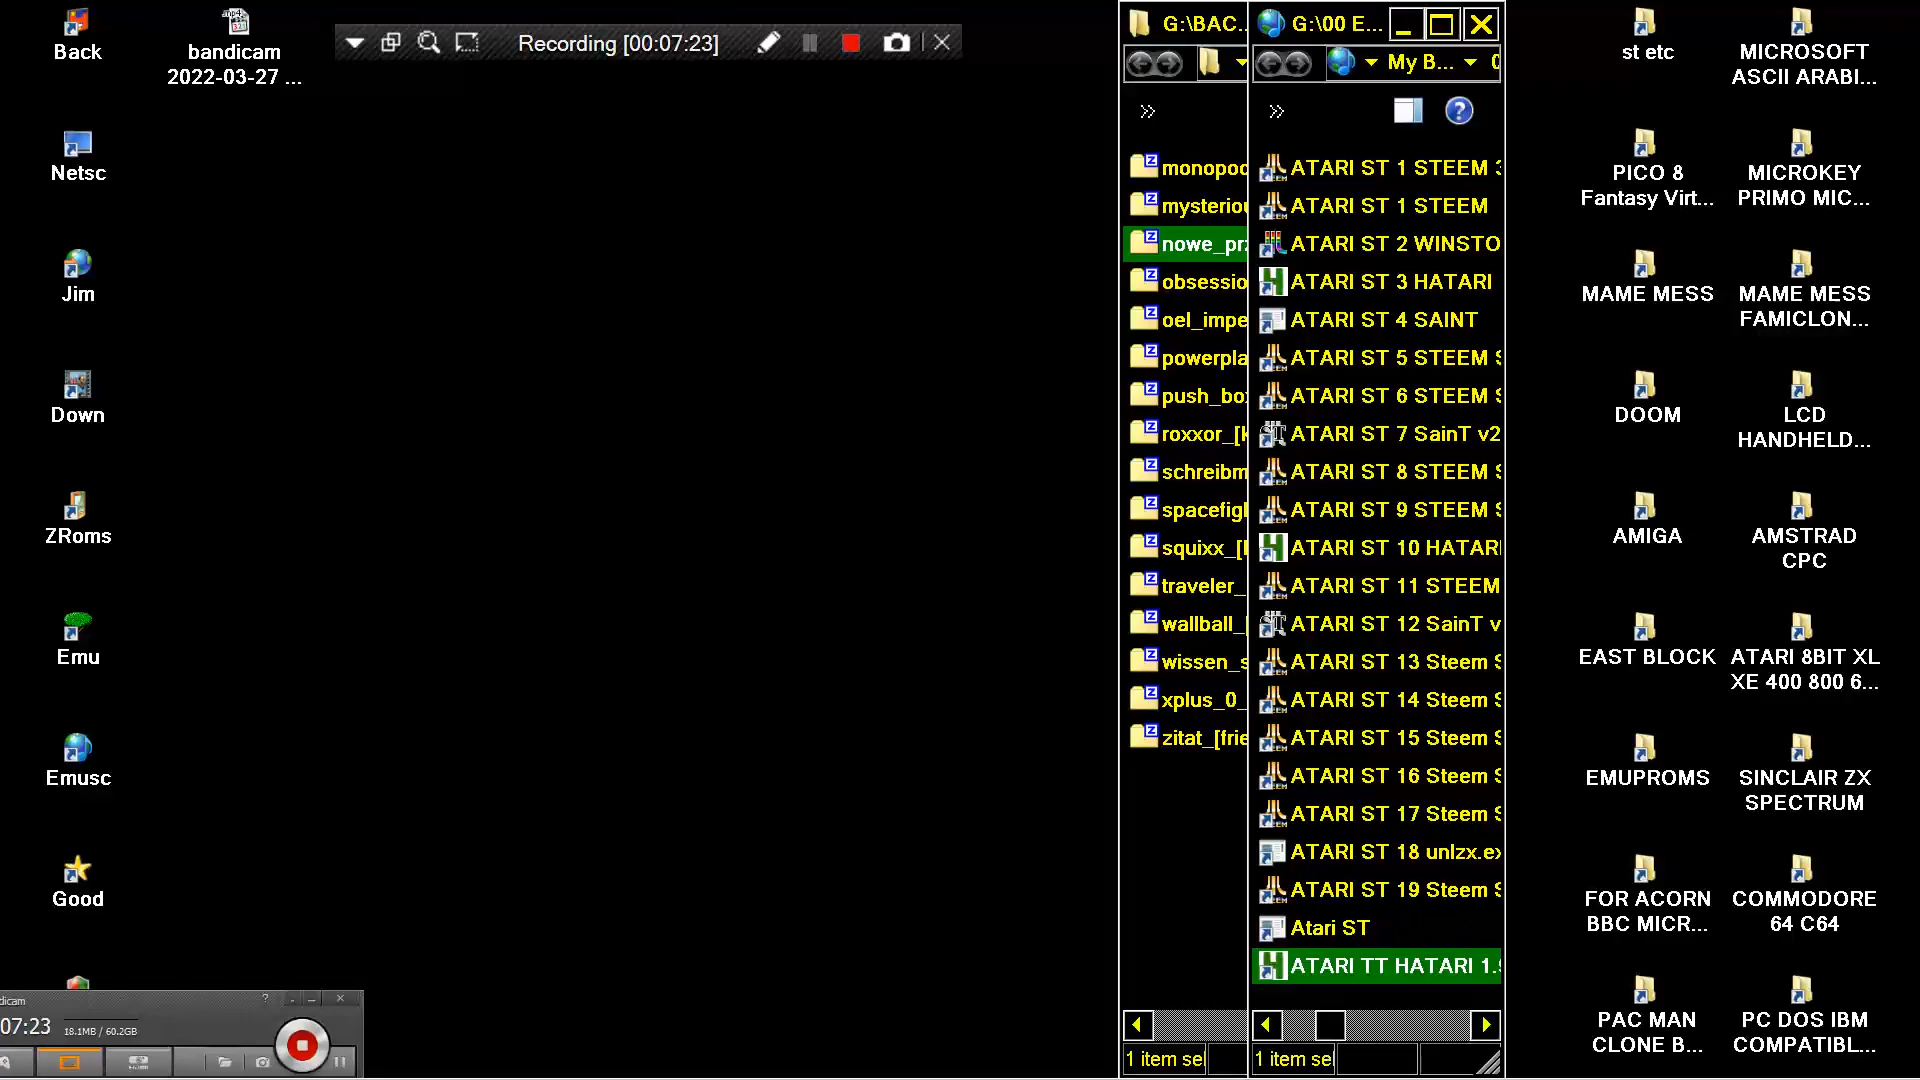 Back
bandicam
2022-03-27 ...
Netsc
Jim
Down
ZRoms
Emu
Emusc
Good
Recording [00:07:23]
dicam
07:23
18.1MB / 60.2GB
G:\BAC...
monopoc
mysteriou
nowe_prz
obsessio
oel_impe
powerpla
push_box
roxxor_[k
schreibm
spacefigl
squixx_[
traveler_
wallball_
wissen_s
xplus_0_
zitat_[frie
1 item sel
G:\00 E...
My B...
ATARI ST 1 STEEM 3
ATARI ST 1 STEEM
ATARI ST 2 WINSTO
ATARI ST 3 HATARI
ATARI ST 4 SAINT
ATARI ST 5 STEEM S
ATARI ST 6 STEEM S
ATARI ST 7 SainT v2
ATARI ST 8 STEEM S
ATARI ST 9 STEEM S
ATARI ST 10 HATARI
ATARI ST 11 STEEM
ATARI ST 12 SainT v
ATARI ST 13 Steem S
ATARI ST 14 Steem S
ATARI ST 15 Steem S
ATARI ST 16 Steem S
ATARI ST 17 Steem S
ATARI ST 18 unlzx.ex
ATARI ST 19 Steem S
Atari ST
ATARI TT HATARI 1.9
1 item se
st etc
PICO 8
Fantasy Virt...
MAME MESS
DOOM
AMIGA
EAST BLOCK
EMUPROMS
FOR ACORN
BBC MICR...
PAC MAN
CLONE B...
MICROSOFT
ASCII ARABI...
MICROKEY
PRIMO MIC...
MAME MESS
FAMICLON...
LCD
HANDHELD...
AMSTRAD
CPC
ATARI 8BIT XL
XE 400 800 6...
SINCLAIR ZX
SPECTRUM
COMMODORE
64 C64
PC DOS IBM
COMPATIBL...